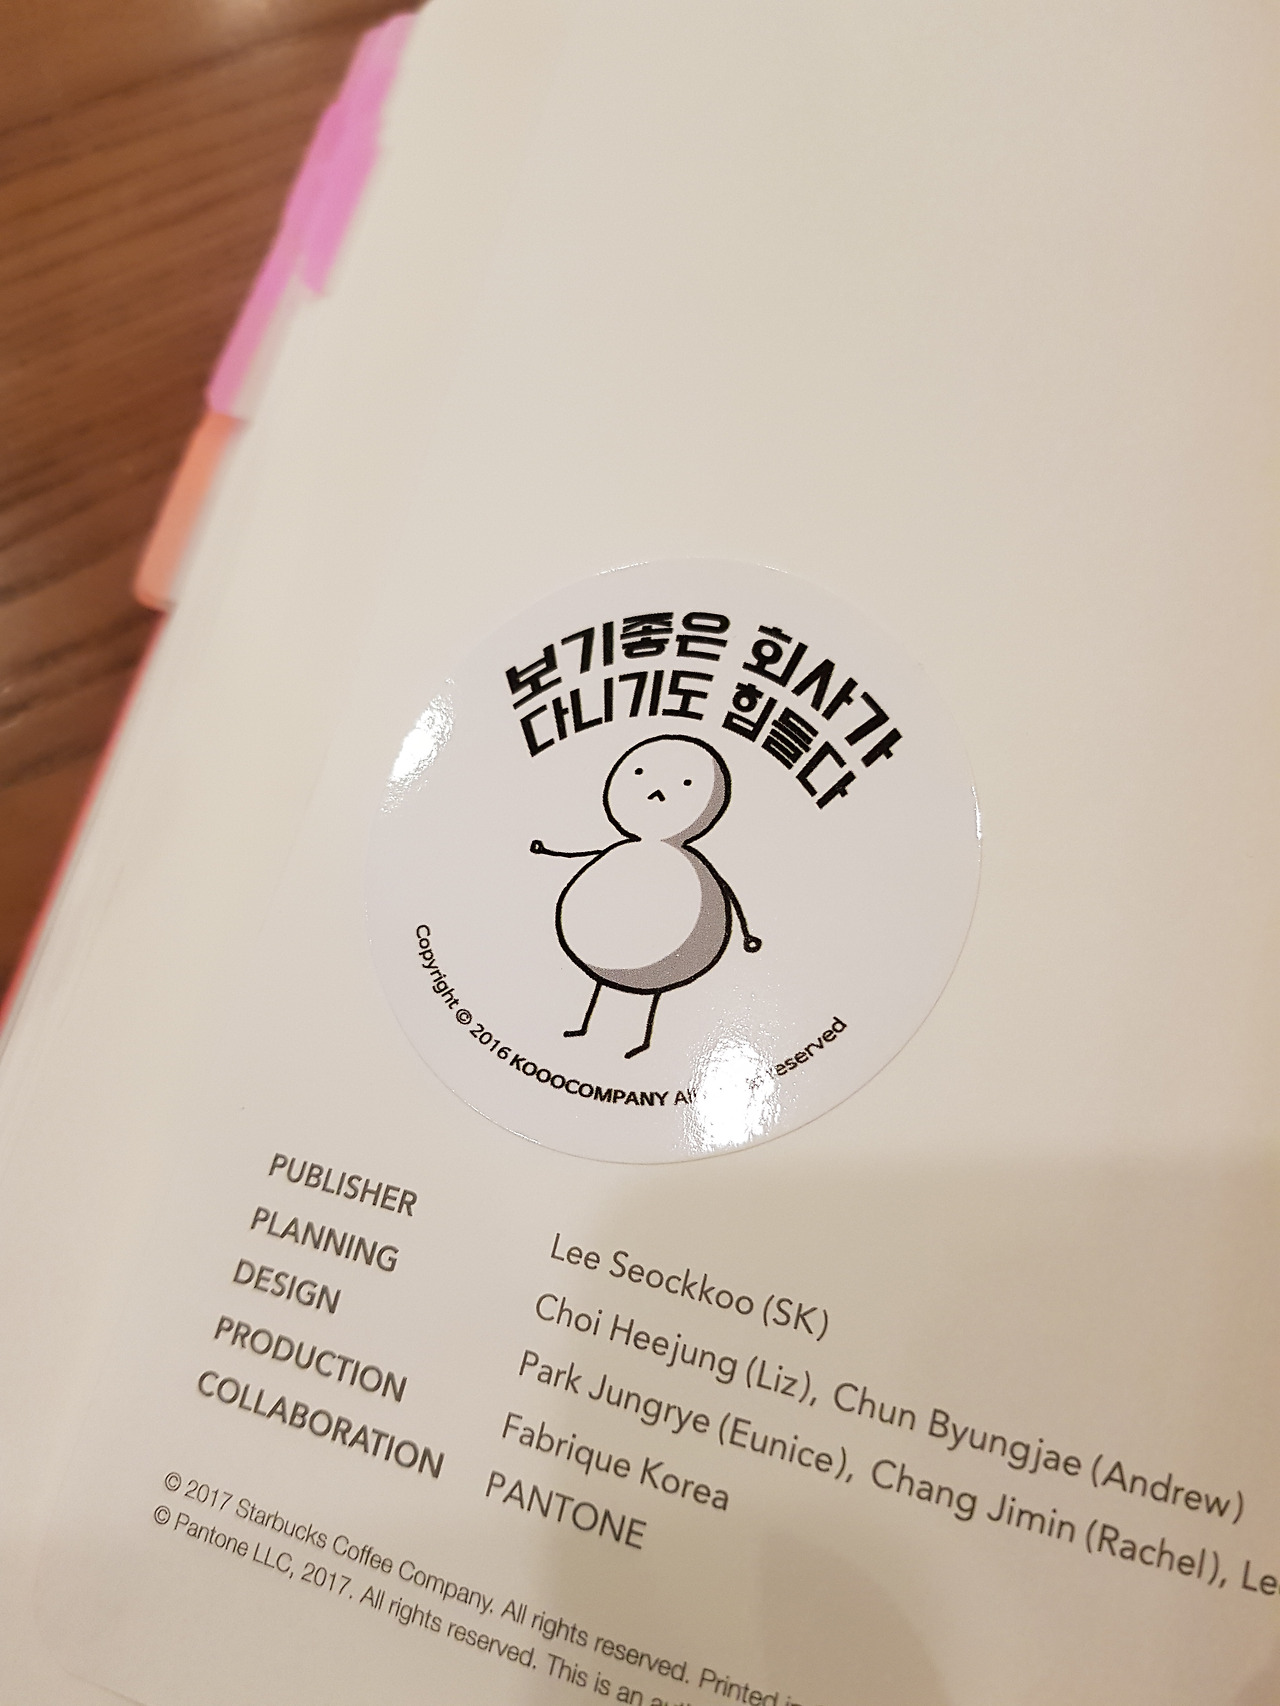 보기좋은 회사가
다니기도 힘들다
Copyright © 2016 KOOOCOMPANY All reserved
PUBLISHER Lee Seockkoo (SK)
PLANNING Choi Heejung (Liz), Chun Byungjae (Andrew)
DESIGN Park Jungrye (Eunice), Chang Jimin (Rachel),
PRODUCTION Fabrique Korea
COLLABORATION PANTONE
© 2017 Starbucks Coffee Company. All rights reserved. Printed
© Pantone LLC, 2017. All rights reserved. This is an